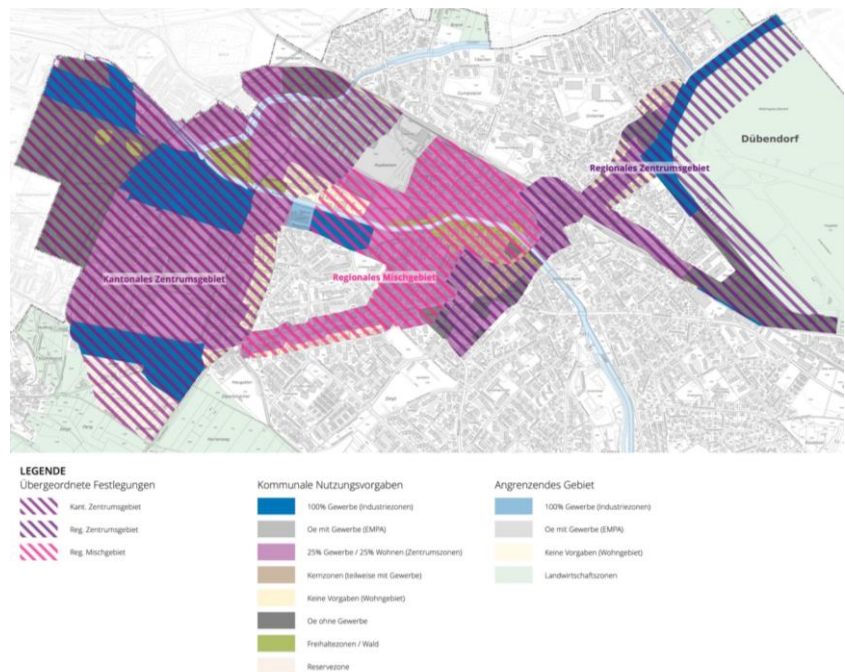 Dübendorf
Regionales Zentrumsgebiet
Regionales Mischgebiet
Kantonales Zentrumsgebiet
LEGENDE
Übergeordnete Festlegungen
Kant. Zentrumsgebiet
Reg. Zentrumsgebiet
Reg. Mischgebiet
Kommunale Nutzungsvorgaben
100% Gewerbe (Industriezonen)
Oe mit Gewerbe (EMPA)
25% Gewerbe / 25% Wohnen (Zentrumszonen)
Kernzonen (teilweise mit Gewerbe)
Keine Vorgaben (Wohngebiet)
Oe ohne Gewerbe
Freihaltezonen / Wald
Reservezone
Angrenzendes Gebiet
100% Gewerbe (Industriezonen)
Oe mit Gewerbe (EMPA)
Keine Vorgaben (Wohngebiet)
Landwirtschaftszonen